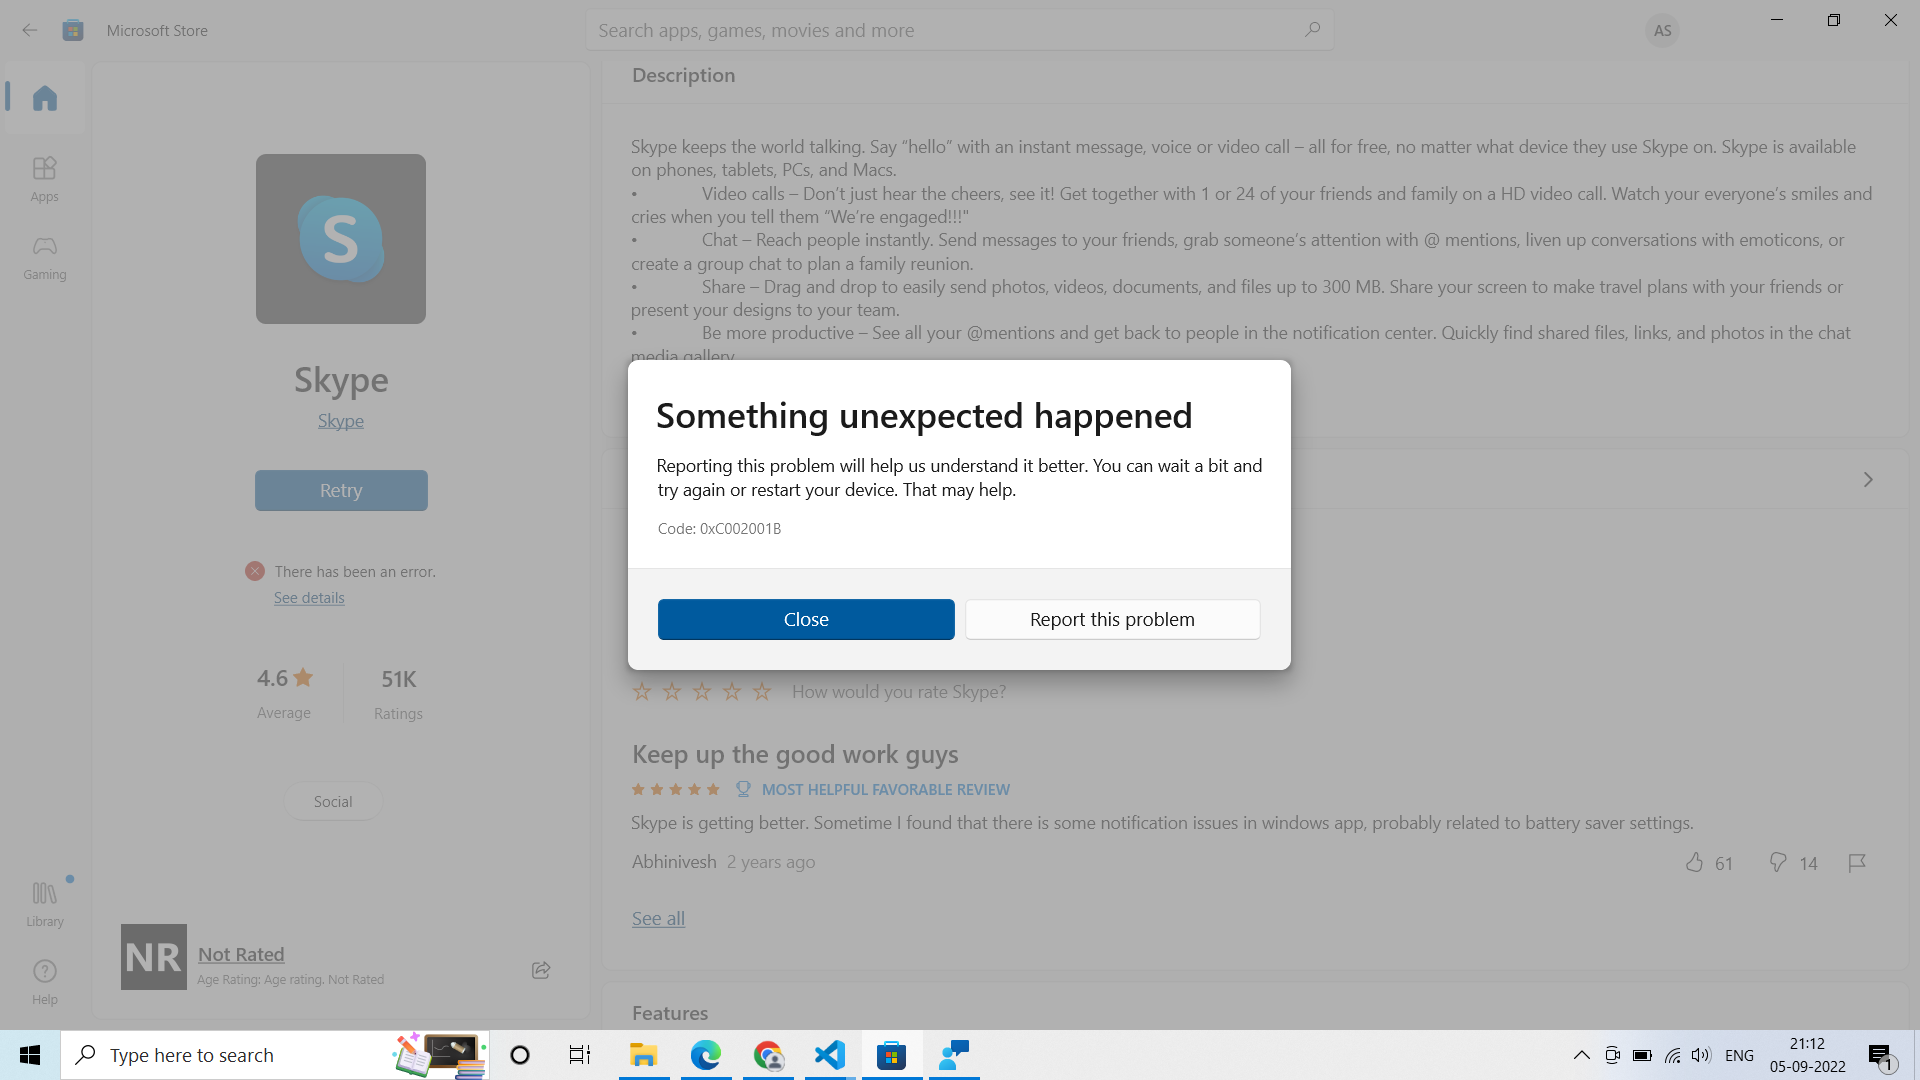 Microsoft Store
Search apps, games, movies and more
AS
Apps
Gaming
Library
Help
S
Skype
Skype
Retry
There has been an error.
See details
4.6
Average
51K
Ratings
Social
NR
Not Rated
Age Rating: Age rating. Not Rated
Description
Skype keeps the world talking. Say “hello” with an instant message, voice or video call – all for free, no matter what device they use Skype on. Skype is available
on phones, tablets, PCs, and Macs.
• Video calls – Don’t just hear the cheers, see it! Get together with 1 or 24 of your friends and family on a HD video call. Watch your everyone’s smiles and
cries when you tell them “We’re engaged!!!"
• Chat – Reach people instantly. Send messages to your friends, grab someone’s attention with @ mentions, liven up conversations with emoticons, or
create a group chat to plan a family reunion.
• Share – Drag and drop to easily send photos, videos, documents, and files up to 300 MB. Share your screen to make travel plans with your friends or
present your designs to your team.
• Be more productive – See all your @mentions and get back to people in the notification center. Quickly find shared files, links, and photos in the chat
media gallery.
Something unexpected happened
Reporting this problem will help us understand it better. You can wait a bit and
try again or restart your device. That may help.
Code: 0xC002001B
Close
Report this problem
How would you rate Skype?
Keep up the good work guys
MOST HELPFUL FAVORABLE REVIEW
Skype is getting better. Sometime I found that there is some notification issues in windows app, probably related to battery saver settings.
Abhinivesh 2 years ago
61
14
See all
Features
Type here to search
ENG
21:12
05-09-2022
1